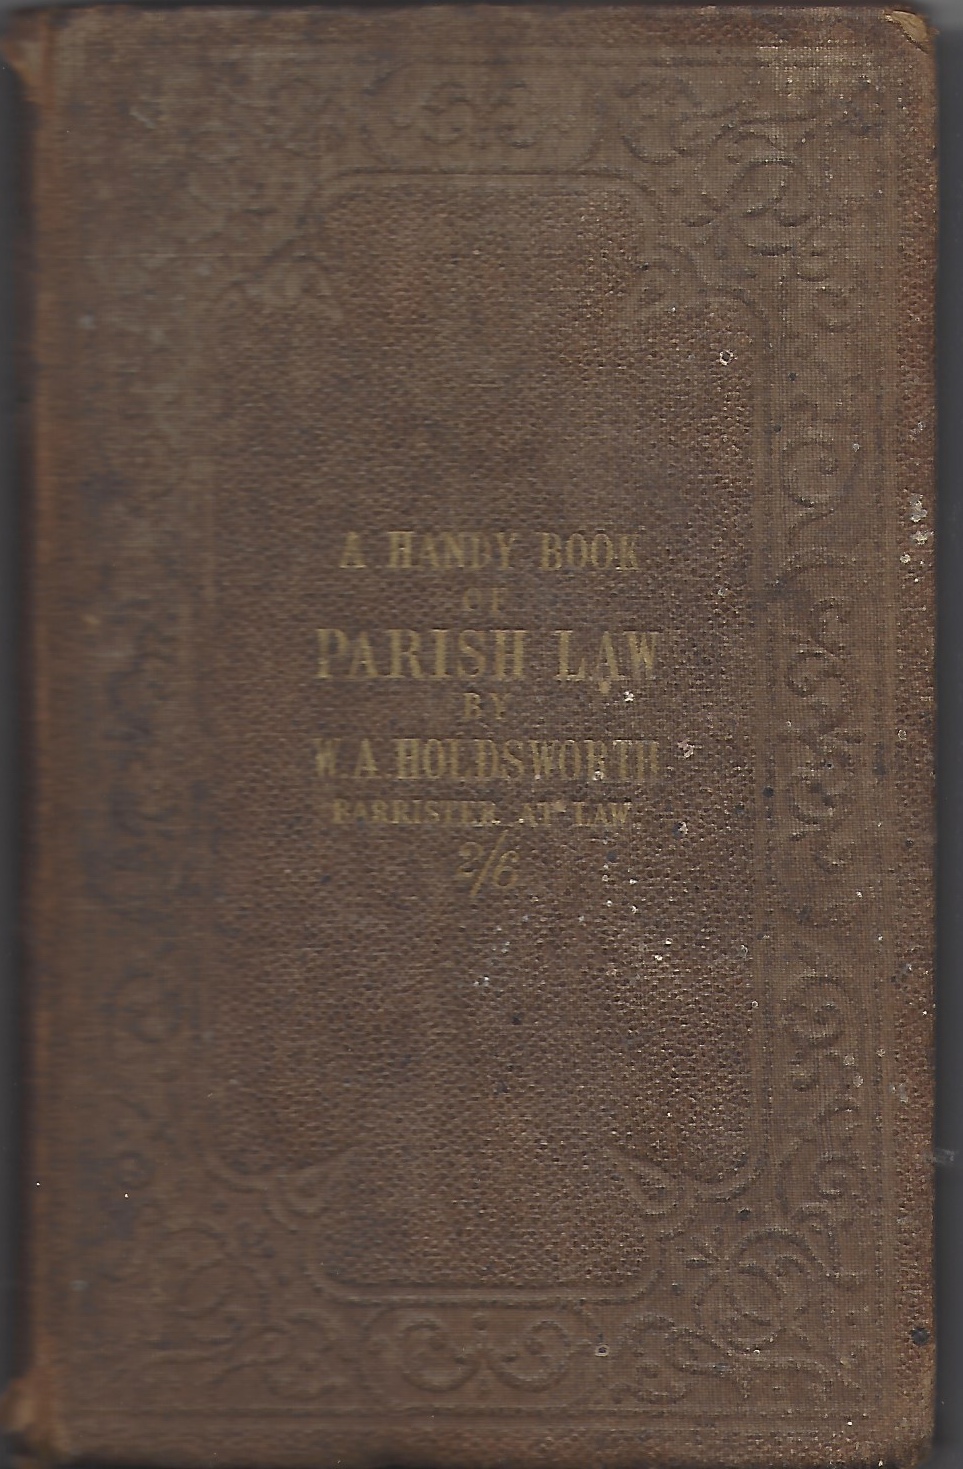 A HANDY BOOK
OF
PARISH LAW
BY
W. A. HOLDSWORTH
BARRISTER AT LAW.
2/6